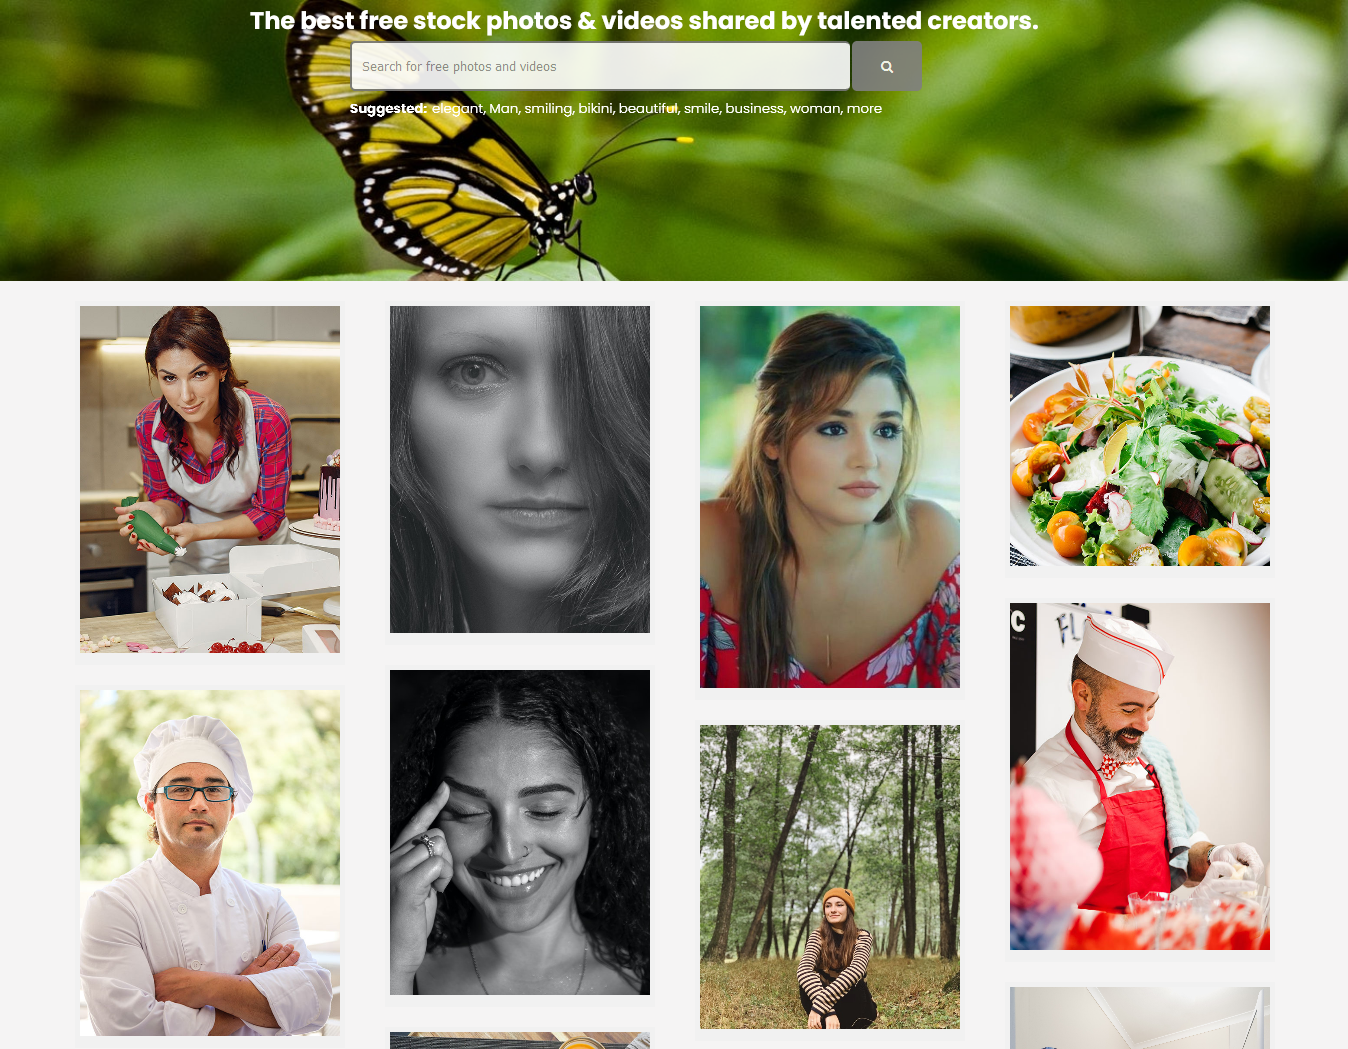 The best free stock photos & videos shared by talented creators.
Search for free photos and videos
Suggested: elegant, Man, smiling, bikini, beautiful, smile, business, woman, more
C
FL